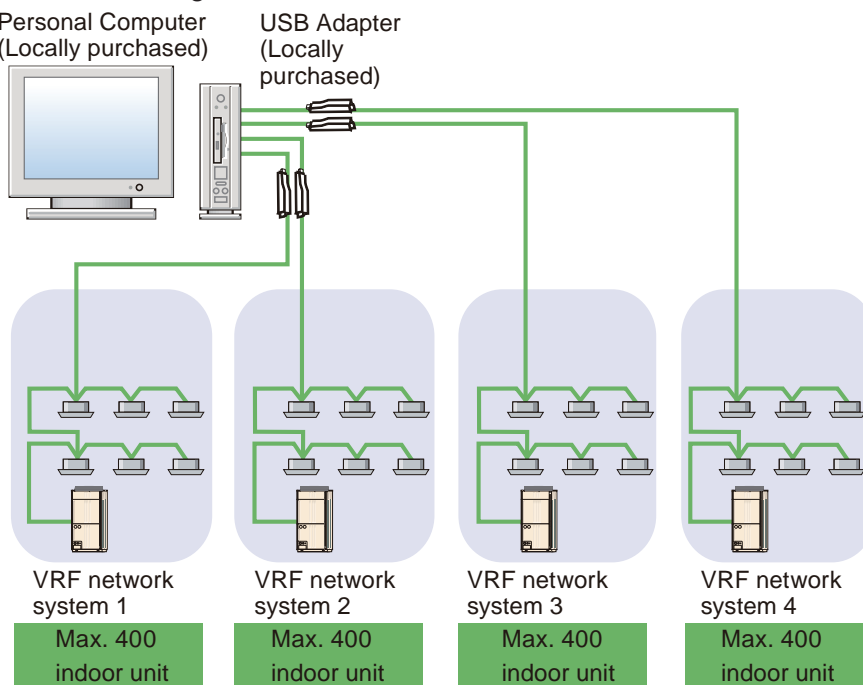 Personal Computer
(Locally purchased)
USB Adapter
(Locally
purchased)
VRF network
system 1
Max. 400
indoor unit
VRF network
system 2
Max. 400
indoor unit
VRF network
system 3
Max. 400
indoor unit
VRF network
system 4
Max. 400
indoor unit